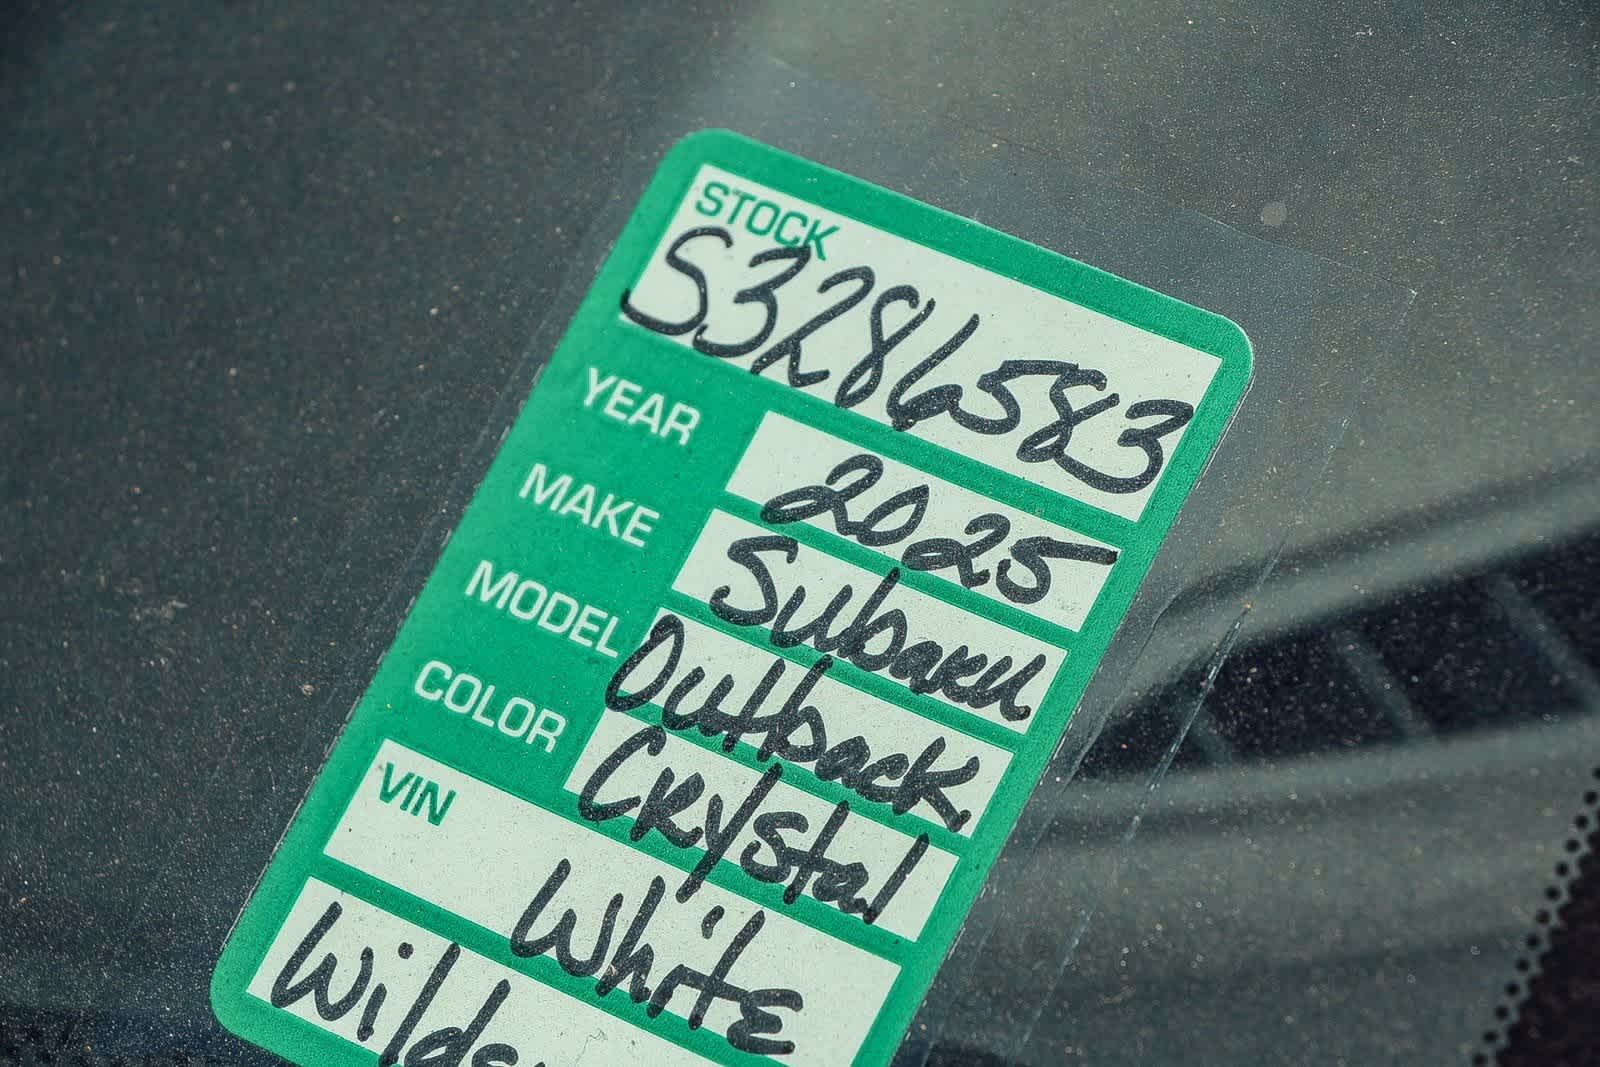 STOCK
S3286583
YEAR 2025
MAKE Subaru
MODEL Outback
COLOR Crystal
VIN
White